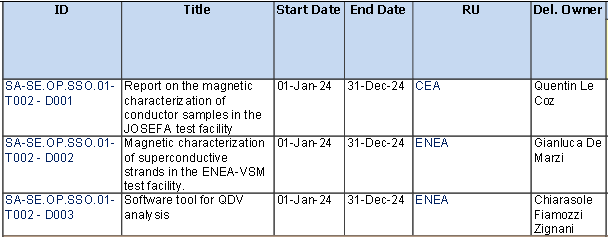 ID Title Start Date End Date RU Del. Owner
SA-SE.OP.SSO.01- Report on the magnetic 01-Jan-24 31-Dec-24 CEA Quentin Le
T002 - D001 characterization of Coz
conductor samples in the
JOSEFA test facility
SA-SE.OP.SSO.01- Magnetic characterization 01-Jan-24 31-Dec-24 ENEA Gianluca De
T002 - D002 of superconductive Marzi
strands in the ENEA-VSM
test facility.
SA-SE.OP.SSO.01- Software tool for QDV 01-Jan-24 31-Dec-24 ENEA Chiarasole
T002 - D003 analysis Fiamozzi
Zignani